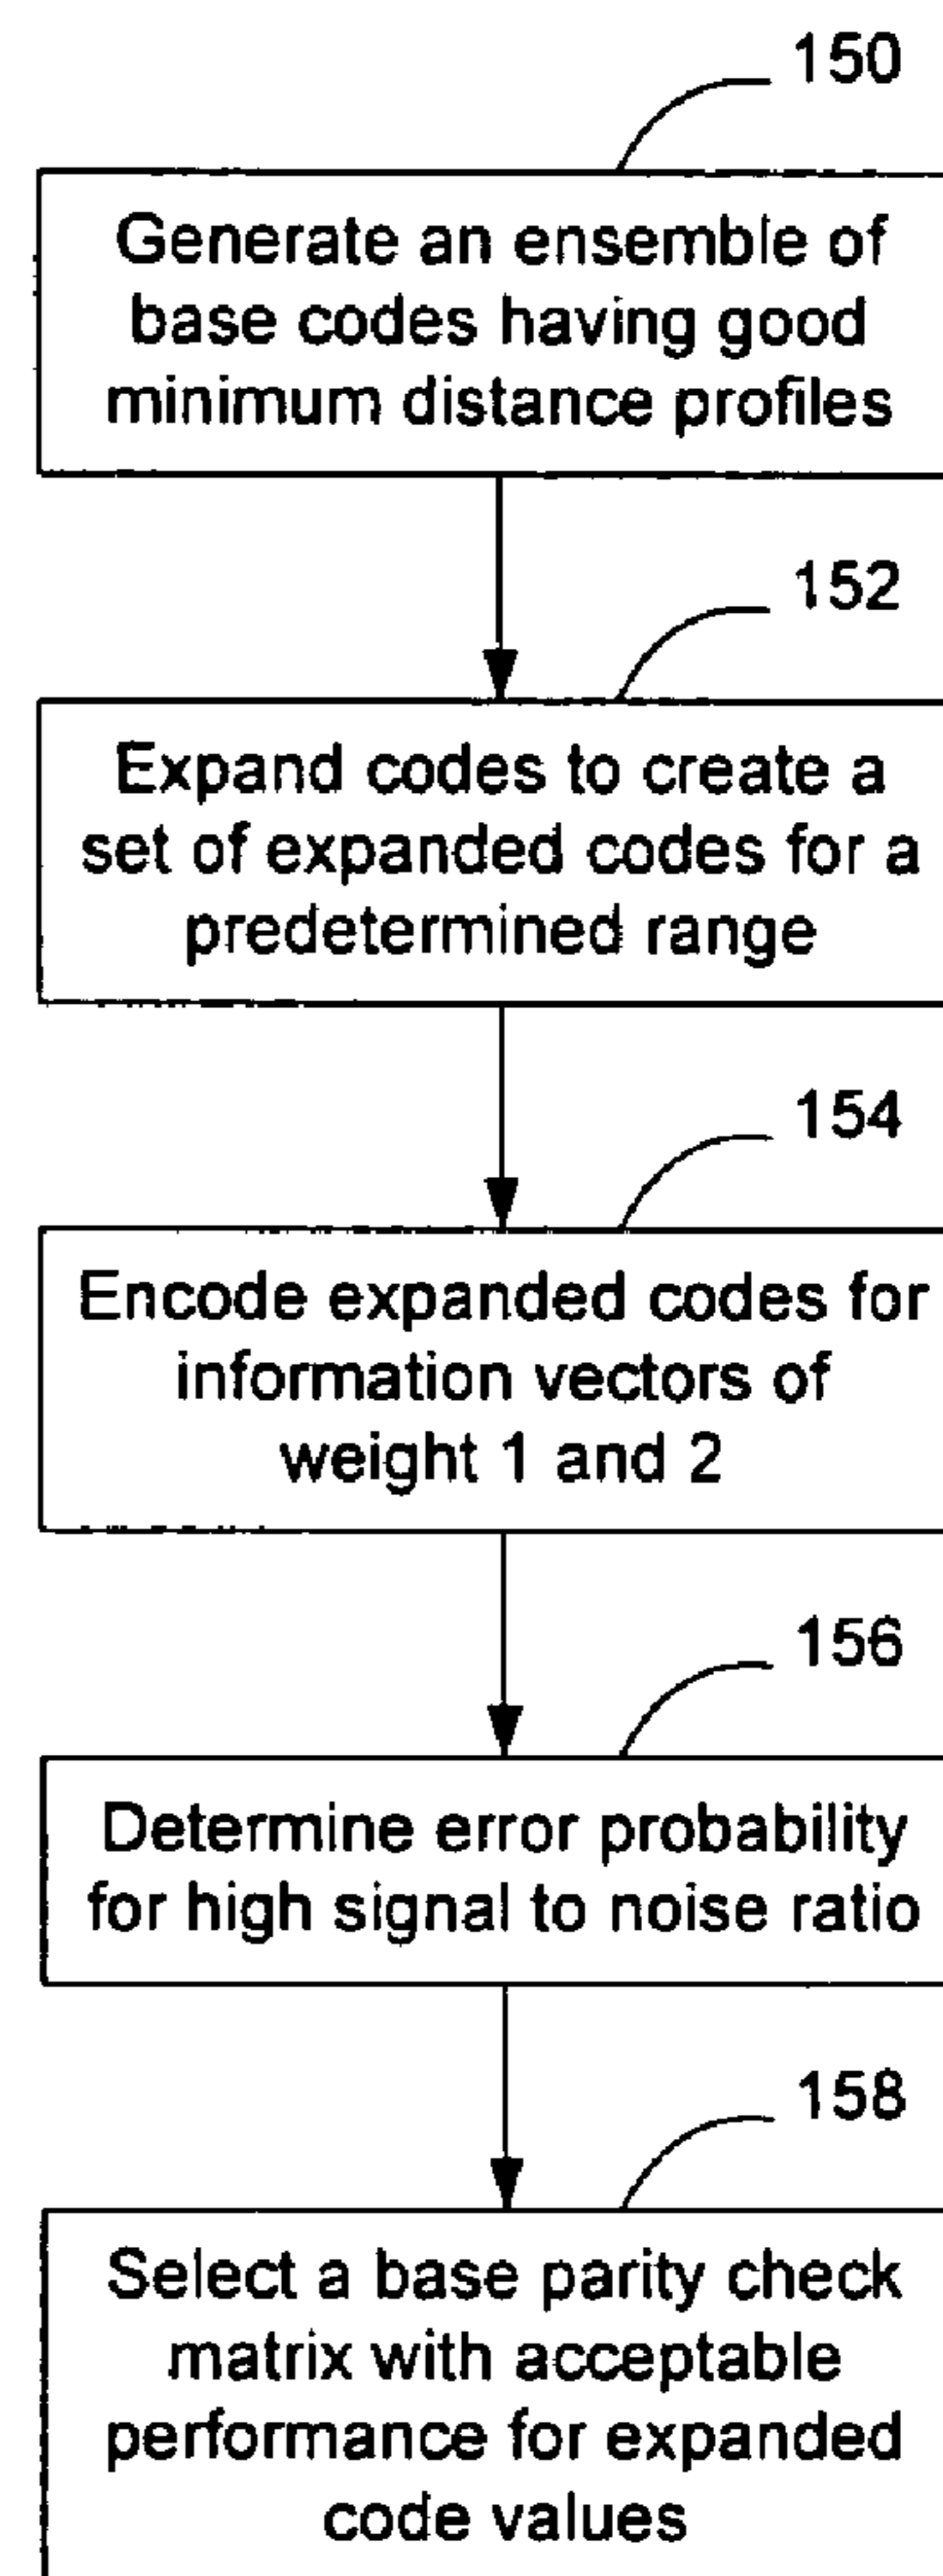 150
Generate an ensemble of
base codes having good
minimum distance profiles
152
Expand codes to create a
set of expanded codes for a
predetermined range
154
Encode expanded codes for
information vectors of
weight 1 and 2
156
Determine error probability
for high signal to noise ratio
158
Select a base parity check
matrix with acceptable
performance for expanded
code values